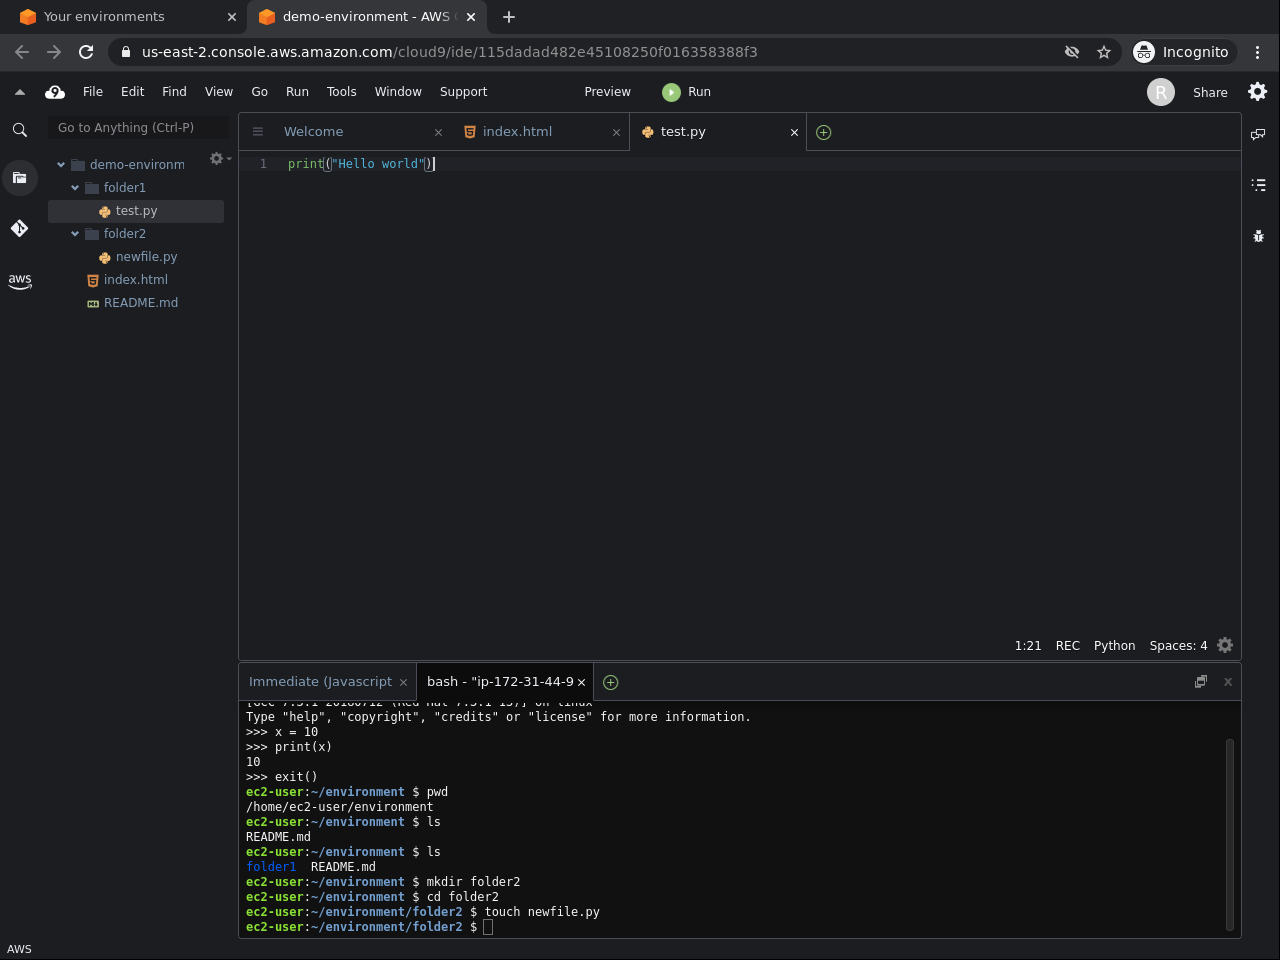 Your environments
demo-environment - AWS
us-east-2.console.aws.amazon.com/cloud9/ide/115dadad482e45108250f016358388f3
Incognito
9 File Edit Find View Go Run Tools Window Support Preview Run R Share
Go to Anything (Ctrl-P)
demo-environm
folder1
test.py
folder2
newfile.py
index.html
README.md
aws
Welcome
index.html
test.py
1 print("Hello world")
1:21 REC Python Spaces: 4
Immediate (Javascript
bash - "ip-172-31-44-9
Type "help", "copyright", "credits" or "license" for more information.
>>> x = 10
>>> print(x)
10
>>> exit()
ec2-user:~/environment $ pwd
/home/ec2-user/environment
ec2-user:~/environment $ ls
README.md
ec2-user:~/environment $ ls
folder1  README.md
ec2-user:~/environment $ mkdir folder2
ec2-user:~/environment $ cd folder2
ec2-user:~/environment/folder2 $ touch newfile.py
ec2-user:~/environment/folder2 $
AWS